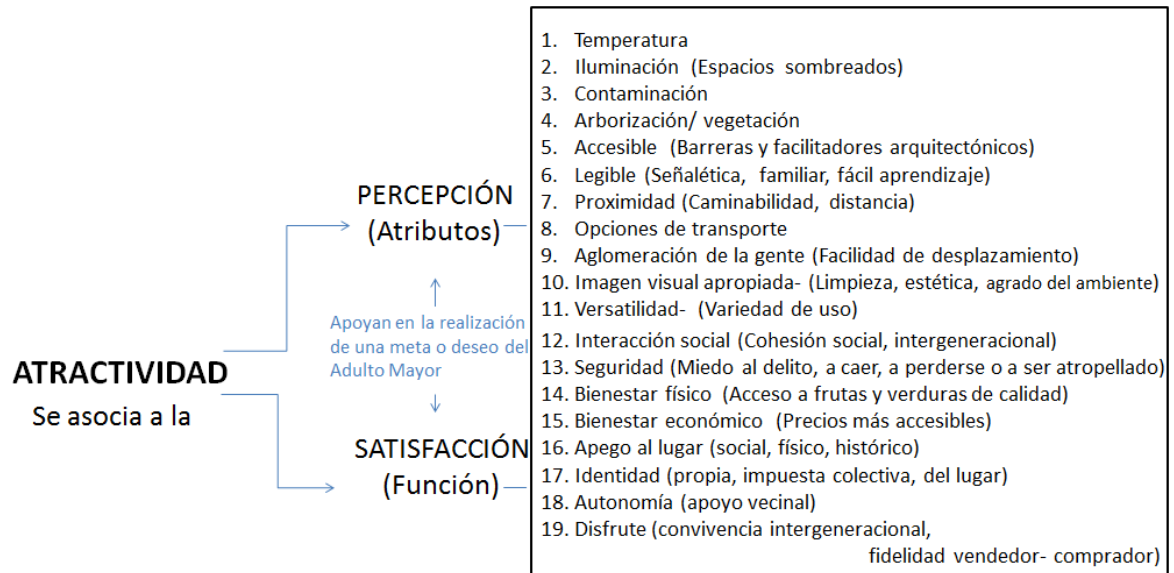 ATRACTIVIDAD
Se asocia a la
PERCEPCIÓN
(Atributos)
Apoyan en la realización
de una meta o deseo del
Adulto Mayor
SATISFACCIÓN
(Función)
1. Temperatura
2. Iluminación (Espacios sombreados)
3. Contaminación
4. Arborización/ vegetación
5. Accesible (Barreras y facilitadores arquitectónicos)
6. Legible (Señalética, familiar, fácil aprendizaje)
7. Proximidad (Caminabilidad, distancia)
8. Opciones de transporte
9. Aglomeración de la gente (Facilidad de desplazamiento)
10. Imagen visual apropiada- (Limpieza, estética, agrado del ambiente)
11. Versatilidad- (Variedad de uso)
12. Interacción social (Cohesión social, intergeneracional)
13. Seguridad (Miedo al delito, a caer, a perderse o a ser atropellado)
14. Bienestar físico (Acceso a frutas y verduras de calidad)
15. Bienestar económico (Precios más accesibles)
16. Apego al lugar (social, físico, histórico)
17. Identidad (propia, impuesta colectiva, del lugar)
18. Autonomía (apoyo vecinal)
19. Disfrute (convivencia intergeneracional,
fidelidad vendedor- comprador)